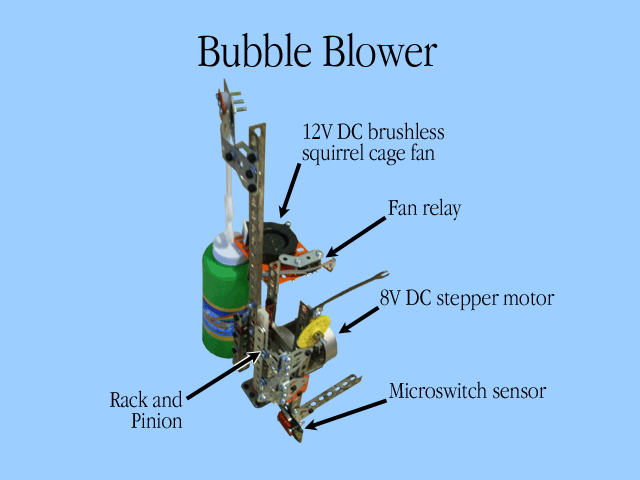 Bubble Blower
12V DC brushless
squirrel cage fan
Fan relay
8V DC stepper motor
Rack and
Pinion
Microswitch sensor